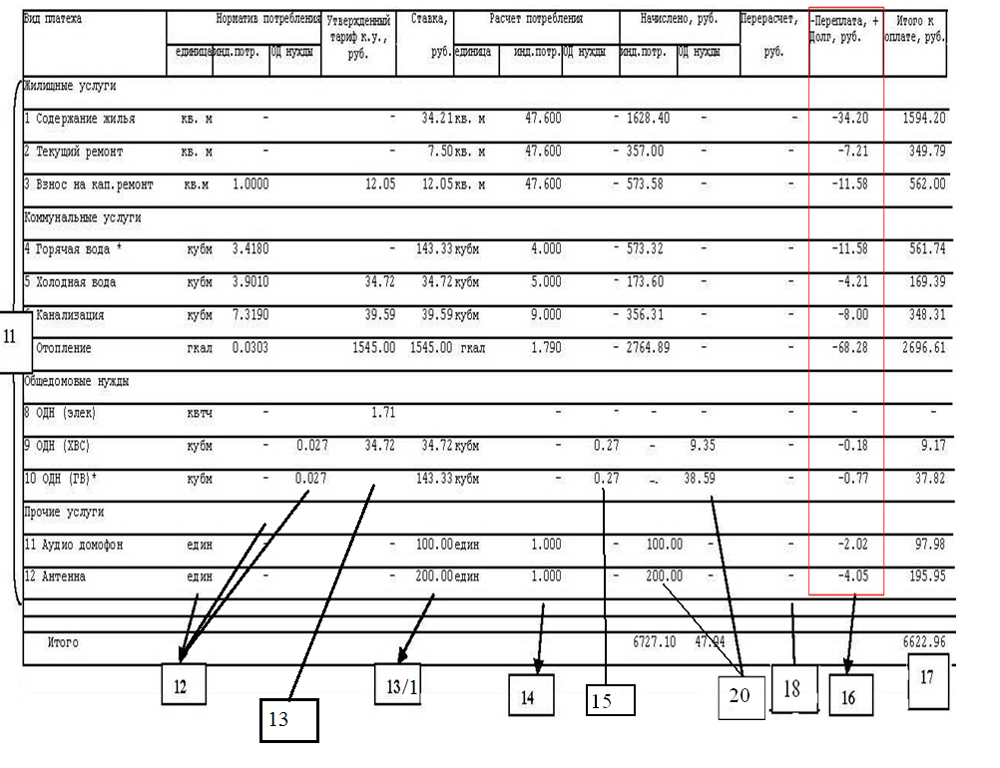 Вид платежа Норматив потребления Утвержденный тариф к.у., руб. Ставка, руб. Расчет потребления Начислено, руб. Перерасчет, руб. -Переплата, + Долг, руб. Итого к оплате, руб.
единица инд.потр. ОД нужды единица инд.потр. ОД нужды инд.потр. ОД нужды
Жилищные услуги
1 Содержание жилья кв. м - - 34.21 кв. м 47.600 - 1628.40 - - -34.20 1594.20
2 Текущий ремонт кв. м - - 7.50 кв. м 47.600 - 357.00 - - -7.21 349.79
3 Взнос на кап.ремонт кв.м 1.0000 12.05 12.05 кв. м 47.600 - 573.58 - - -11.58 562.00
Коммунальные услуги
4 Горячая вода * кубм 3.4180 - 143.33 кубм 4.000 - 573.32 - - -11.58 561.74
5 Холодная вода кубм 3.9010 34.72 34.72 кубм 5.000 - 173.60 - - -4.21 169.39
Канализация кубм 7.3190 39.59 39.59 кубм 9.000 - 356.31 - - -8.00 348.31
11
Отопление гкал 0.0303 1545.00 1545.00 гкал 1.790 - 2764.89 - - -68.28 2696.61
Общедомовые нужды
8 ОДН (элек) квтч - 1.71 - - - - - - -
9 ОДН (ХВС) кубм - 0.027 34.72 34.72 кубм - 0.27 - 9.35 - -0.18 9.17
10 ОДН (ГВ)* кубм - 0.027 143.33 кубм - 0.27 - 38.59 - -0.77 37.82
Прочие услуги
11 Аудио домофон един - - 100.00 един 1.000 100.00 - - -2.02 97.98
12 Антенна един - - 200.00 един 1.000 200.00 - - -4.05 195.95
Итого 6727.10 47.94 6622.96
12 13 13/1 14 15 20 18 16 17